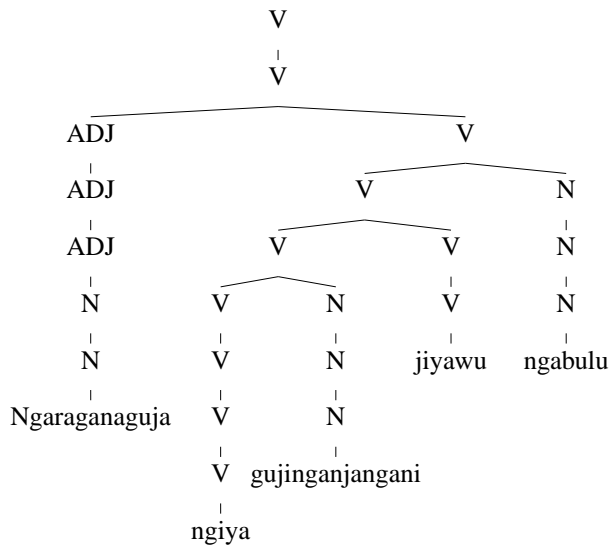 V
V
ADJ V
ADJ V N
ADJ V V N
N V N V N
N V N jiyawu ngabulu
Ngaraganaguja V N
V gujinganjangani
ngiya